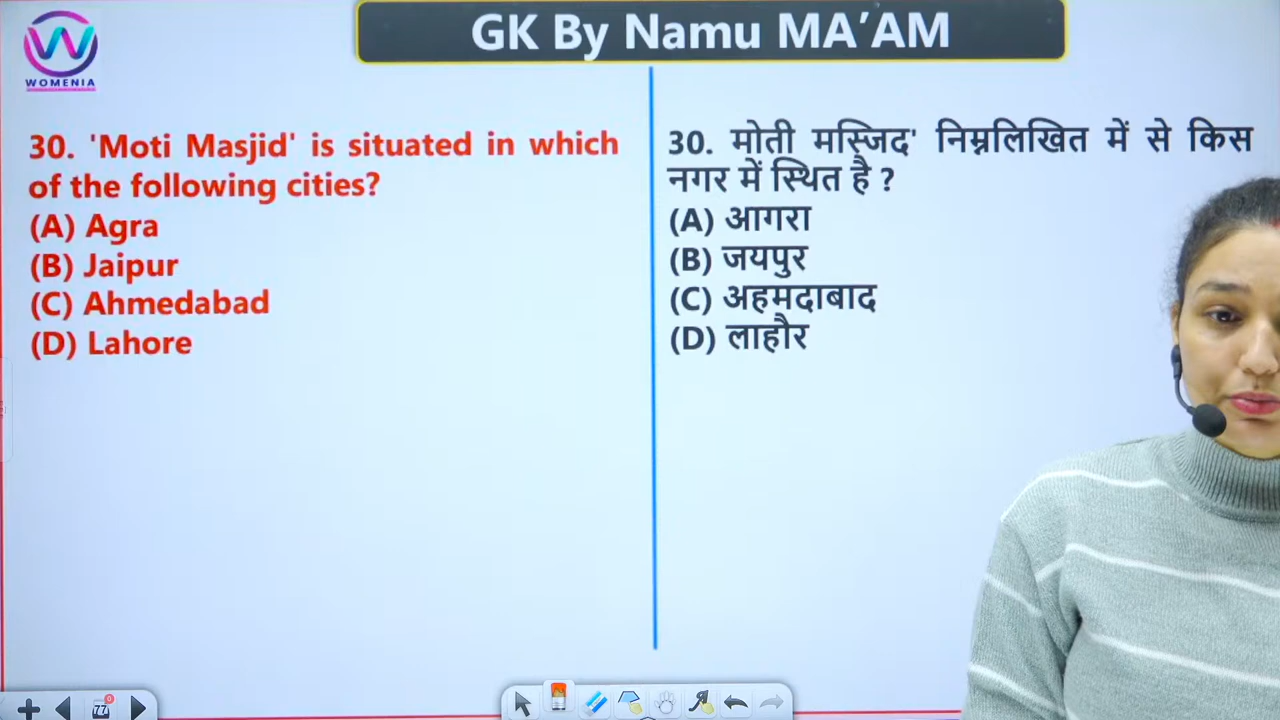 WOMENIA
GK By Namu MA’AM
30. 'Moti Masjid' is situated in which
of the following cities?
(A) Agra
(B) Jaipur
(C) Ahmedabad
(D) Lahore
30. मोती मस्जिद' निम्नलिखित में से किस
नगर में स्थित है ?
(A) आगरा
(B) जयपुर
(C) अहमदाबाद
(D) लाहौर
77